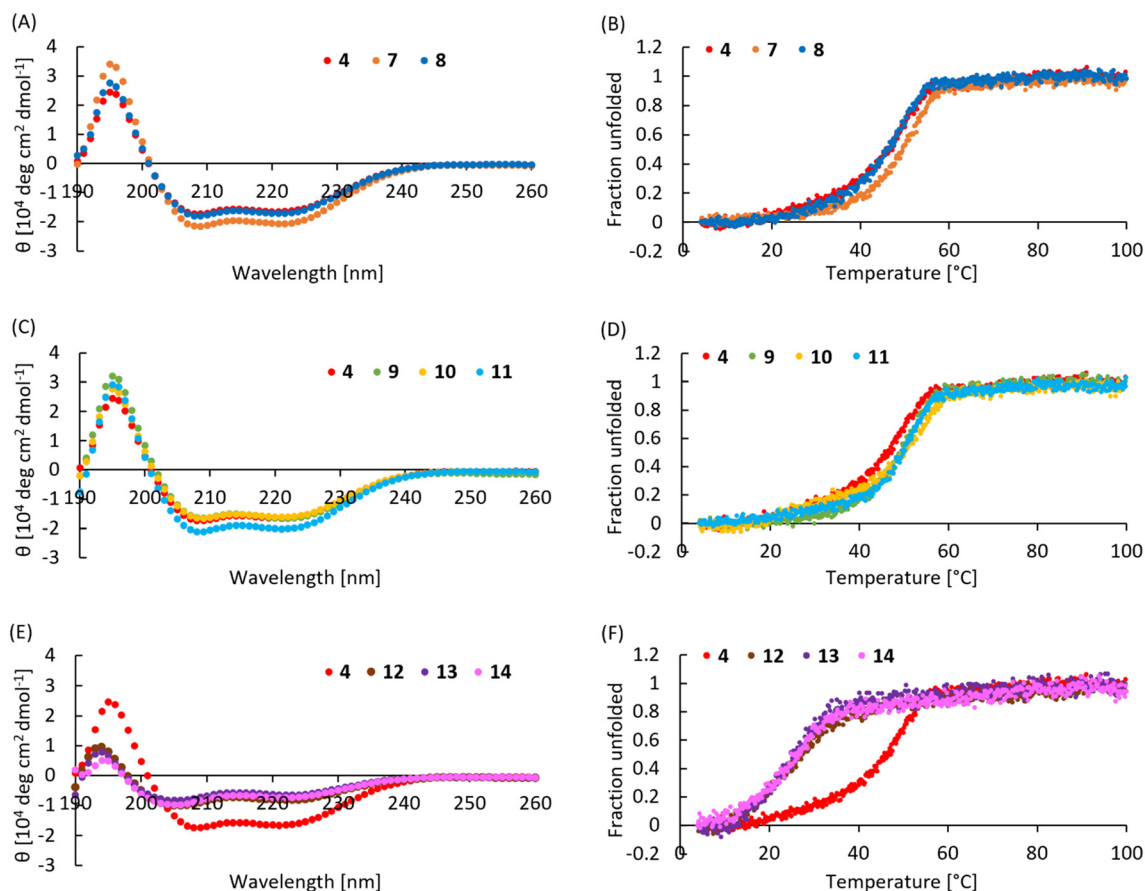 (A)
4 7 8
4
3
2
1
0
-1
-2
-3
190 200 210 220 230 240 250 260
θ [10⁴ deg cm² dmol⁻¹]
Wavelength [nm]
(B)
4 7 8
1.2
1
0.8
0.6
0.4
0.2
0
-0.2
0 20 40 60 80 100
Fraction unfolded
Temperature [°C]
(C)
4 9 10 11
4
3
2
1
0
-1
-2
-3
190 200 210 220 230 240 250 260
θ [10⁴ deg cm² dmol⁻¹]
Wavelength [nm]
(D)
4 9 10 11
1.2
1
0.8
0.6
0.4
0.2
0
-0.2
0 20 40 60 80 100
Fraction unfolded
Temperature [°C]
(E)
4 12 13 14
4
3
2
1
0
-1
-2
-3
190 200 210 220 230 240 250 260
θ [10⁴ deg cm² dmol⁻¹]
Wavelength [nm]
(F)
4 12 13 14
1.2
1
0.8
0.6
0.4
0.2
0
-0.2
0 20 40 60 80 100
Fraction unfolded
Temperature [°C]